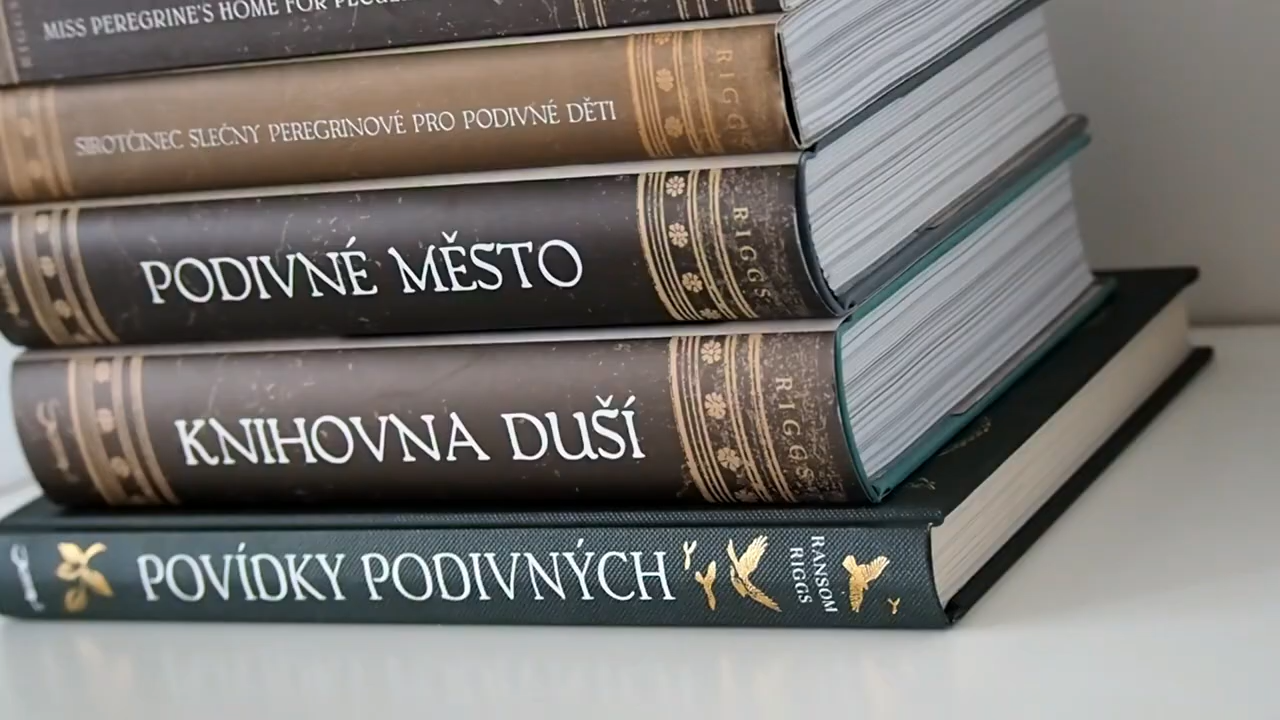 MISS PEREGRINE'S HOME FOR
RIGGS
SIROTČINEC SLEČNY PEREGRINOVÉ PRO PODIVNÉ DĚTI
RIGGS
PODIVNÉ MĚSTO
RIGGS
KNIHOVNA DUŠÍ
RIGGS
POVÍDKY PODIVNÝCH
RANSOM
RIGGS